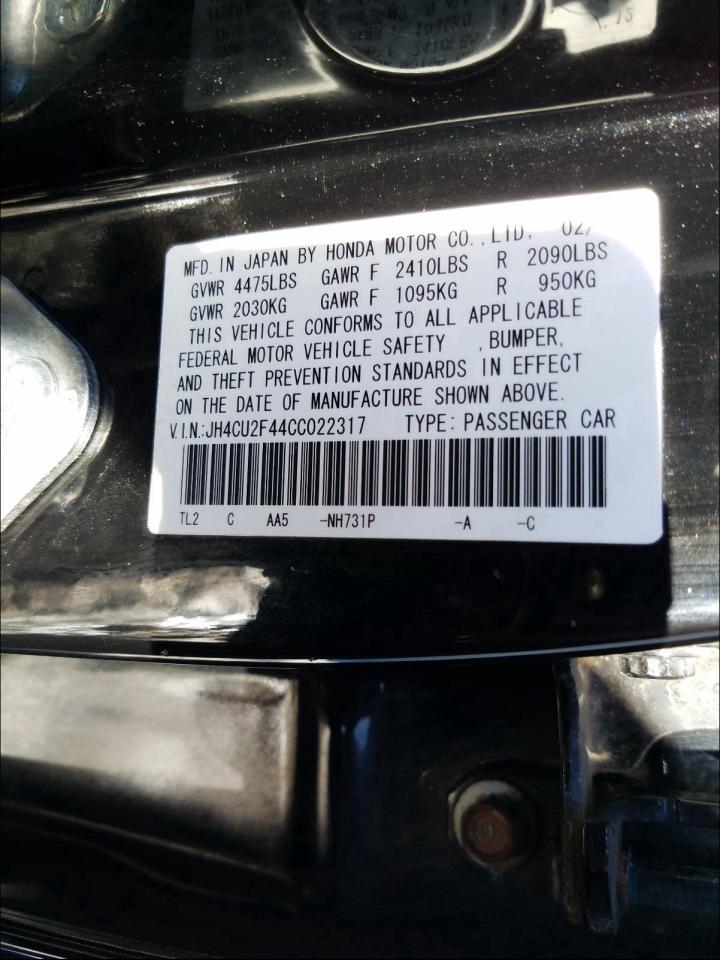 MFD. IN JAPAN BY HONDA MOTOR CO., LTD. 02/
GVWR 4475LBS GAWR F 2410LBS R 2090LBS
GVWR 2030KG GAWR F 1095KG R 950KG
THIS VEHICLE CONFORMS TO ALL APPLICABLE
FEDERAL MOTOR VEHICLE SAFETY , BUMPER,
AND THEFT PREVENTION STANDARDS IN EFFECT
ON THE DATE OF MANUFACTURE SHOWN ABOVE.
V.I.N.:JH4CU2F44CC022317 TYPE: PASSENGER CAR
TL2 C AA5 -NH731P -A -C